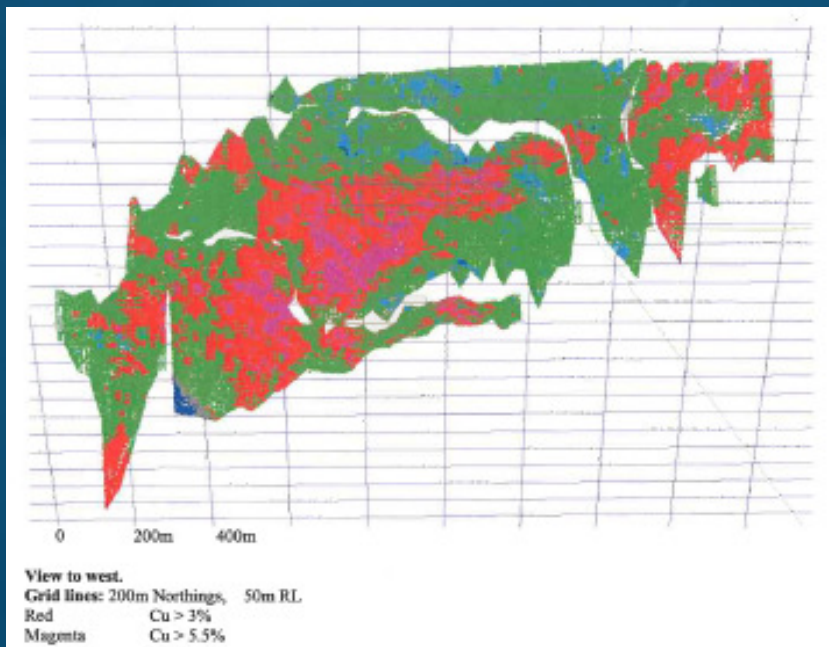 0 200m 400m
View to west.
Grid lines: 200m Northings, 50m RL
Red Cu > 3%
Magenta Cu > 5.5%